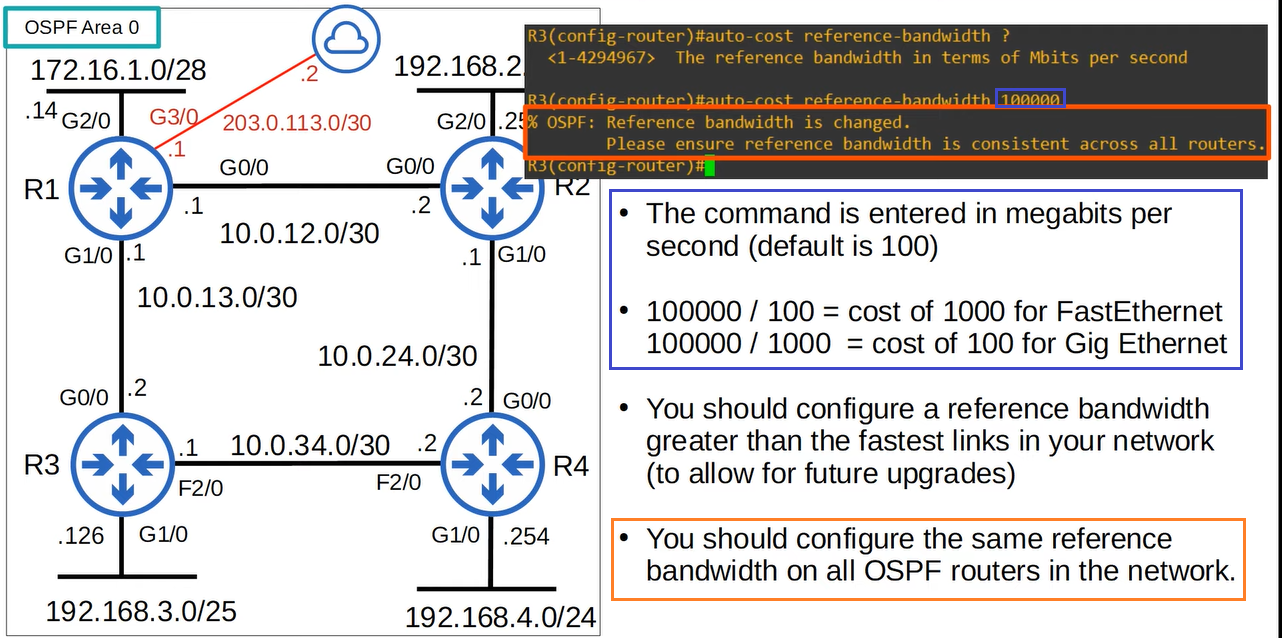 OSPF Area 0
172.16.1.0/28
.14
G2/0
G3/0
.1
.2
203.0.113.0/30
192.168.2.
G2/0
.25
R1
G0/0
.1
10.0.12.0/30
G0/0
.2
R2
G1/0
.1
.1
G1/0
10.0.13.0/30
10.0.24.0/30
G0/0
.2
.2
G0/0
R3
.1
10.0.34.0/30
.2
R4
F2/0
F2/0
.126
G1/0
G1/0
.254
192.168.3.0/25
192.168.4.0/24
R3(config-router)#auto-cost reference-bandwidth ?
<1-4294967> The reference bandwidth in terms of Mbits per second
R3(config-router)#auto-cost reference-bandwidth 100000
% OSPF: Reference bandwidth is changed.
Please ensure reference bandwidth is consistent across all routers.
R3(config-router)#
• The command is entered in megabits per
second (default is 100)
• 100000 / 100 = cost of 1000 for FastEthernet
100000 / 1000 = cost of 100 for Gig Ethernet
• You should configure a reference bandwidth
greater than the fastest links in your network
(to allow for future upgrades)
• You should configure the same reference
bandwidth on all OSPF routers in the network.